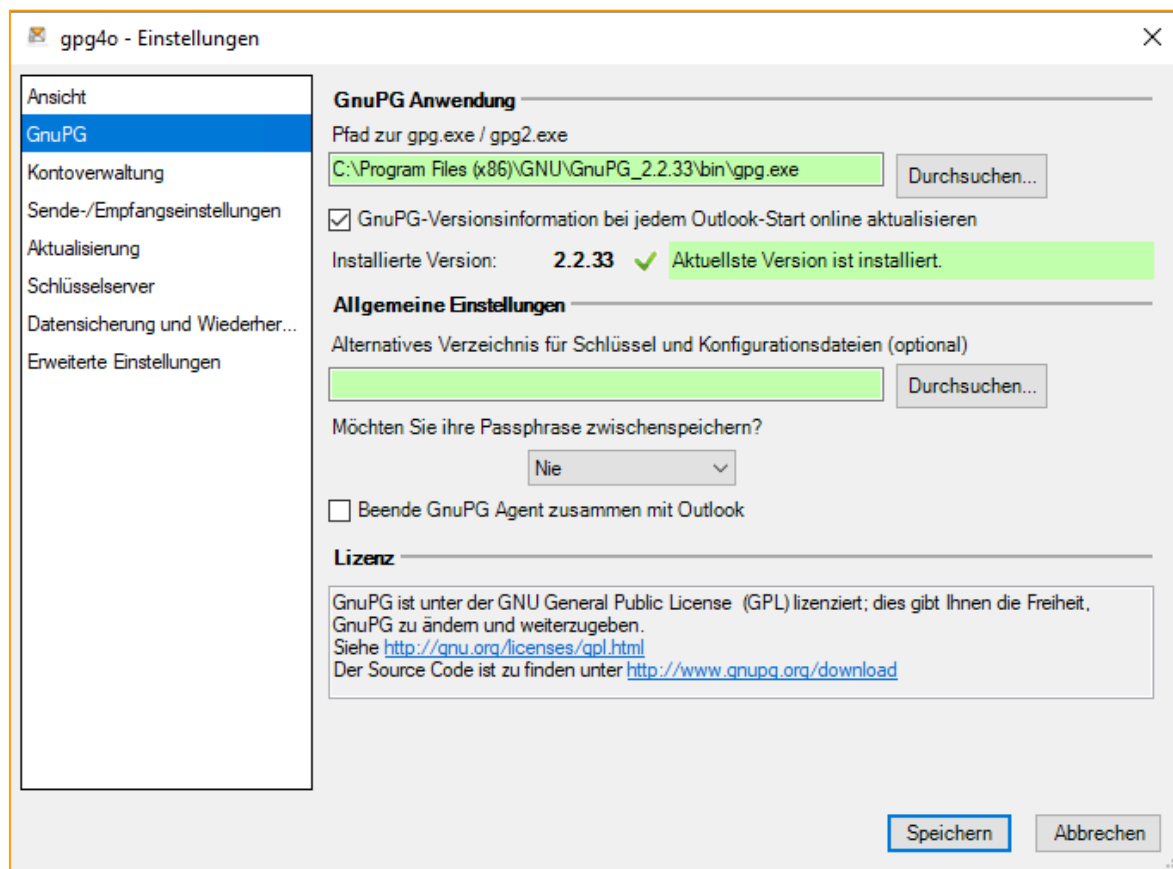 gpg4o - Einstellungen
Ansicht
GnuPG
Kontoverwaltung
Sende-/Empfangseinstellungen
Aktualisierung
Schlüsselserver
Datensicherung und Wiederher...
Erweiterte Einstellungen
GnuPG Anwendung
Pfad zur gpg.exe / gpg2.exe
C:\Program Files (x86)\GNU\GnuPG_2.2.33\bin\gpg.exe
Durchsuchen...
GnuPG-Versionsinformation bei jedem Outlook-Start online aktualisieren
Installierte Version: 2.2.33 Aktuellste Version ist installiert.
Allgemeine Einstellungen
Alternatives Verzeichnis für Schlüssel und Konfigurationsdateien (optional)
Durchsuchen...
Möchten Sie ihre Passphrase zwischenspeichern?
Nie
Beende GnuPG Agent zusammen mit Outlook
Lizenz
GnuPG ist unter der GNU General Public License (GPL) lizenziert; dies gibt Ihnen die Freiheit,
GnuPG zu ändern und weiterzugeben.
Siehe http://gnu.org/licenses/gpl.html
Der Source Code ist zu finden unter http://www.gnupg.org/download
Speichern
Abbrechen